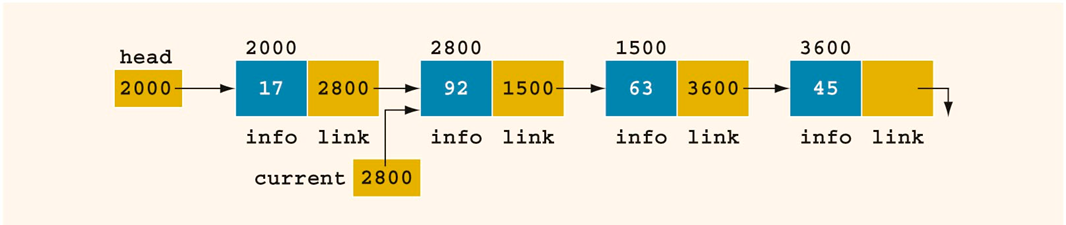 head 2000 2800 1500 3600
2000 17 2800 92 1500 63 3600 45
info link info link info link info link
current 2800